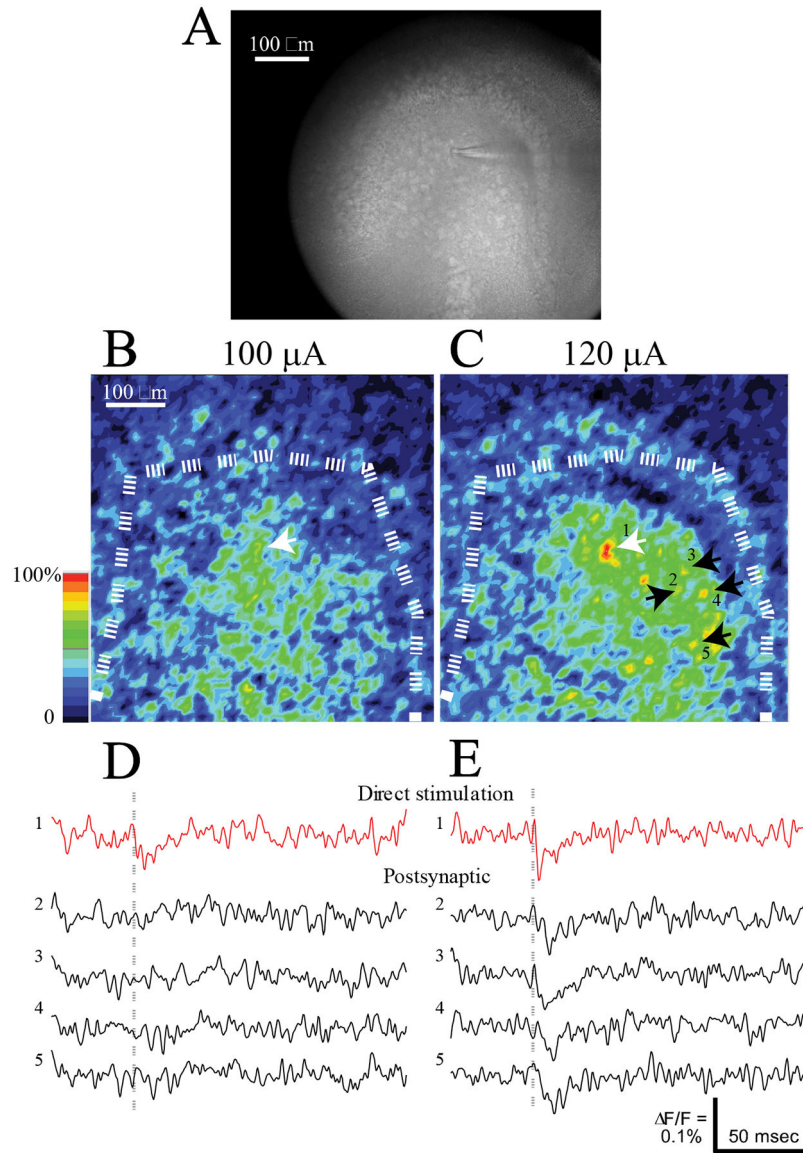 A
100 □m
B
100 μA
C
120 μA
100 □m
1
3
2
4
5
100%
0
D
E
Direct stimulation
1
1
Postsynaptic
2
2
3
3
4
4
5
5
ΔF/F =
0.1%
50 msec